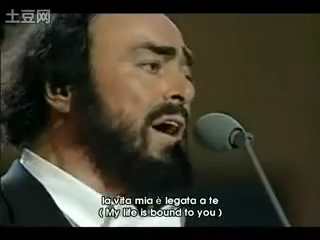 土豆网
la vita mia è legata a te
( My life is bound to you )